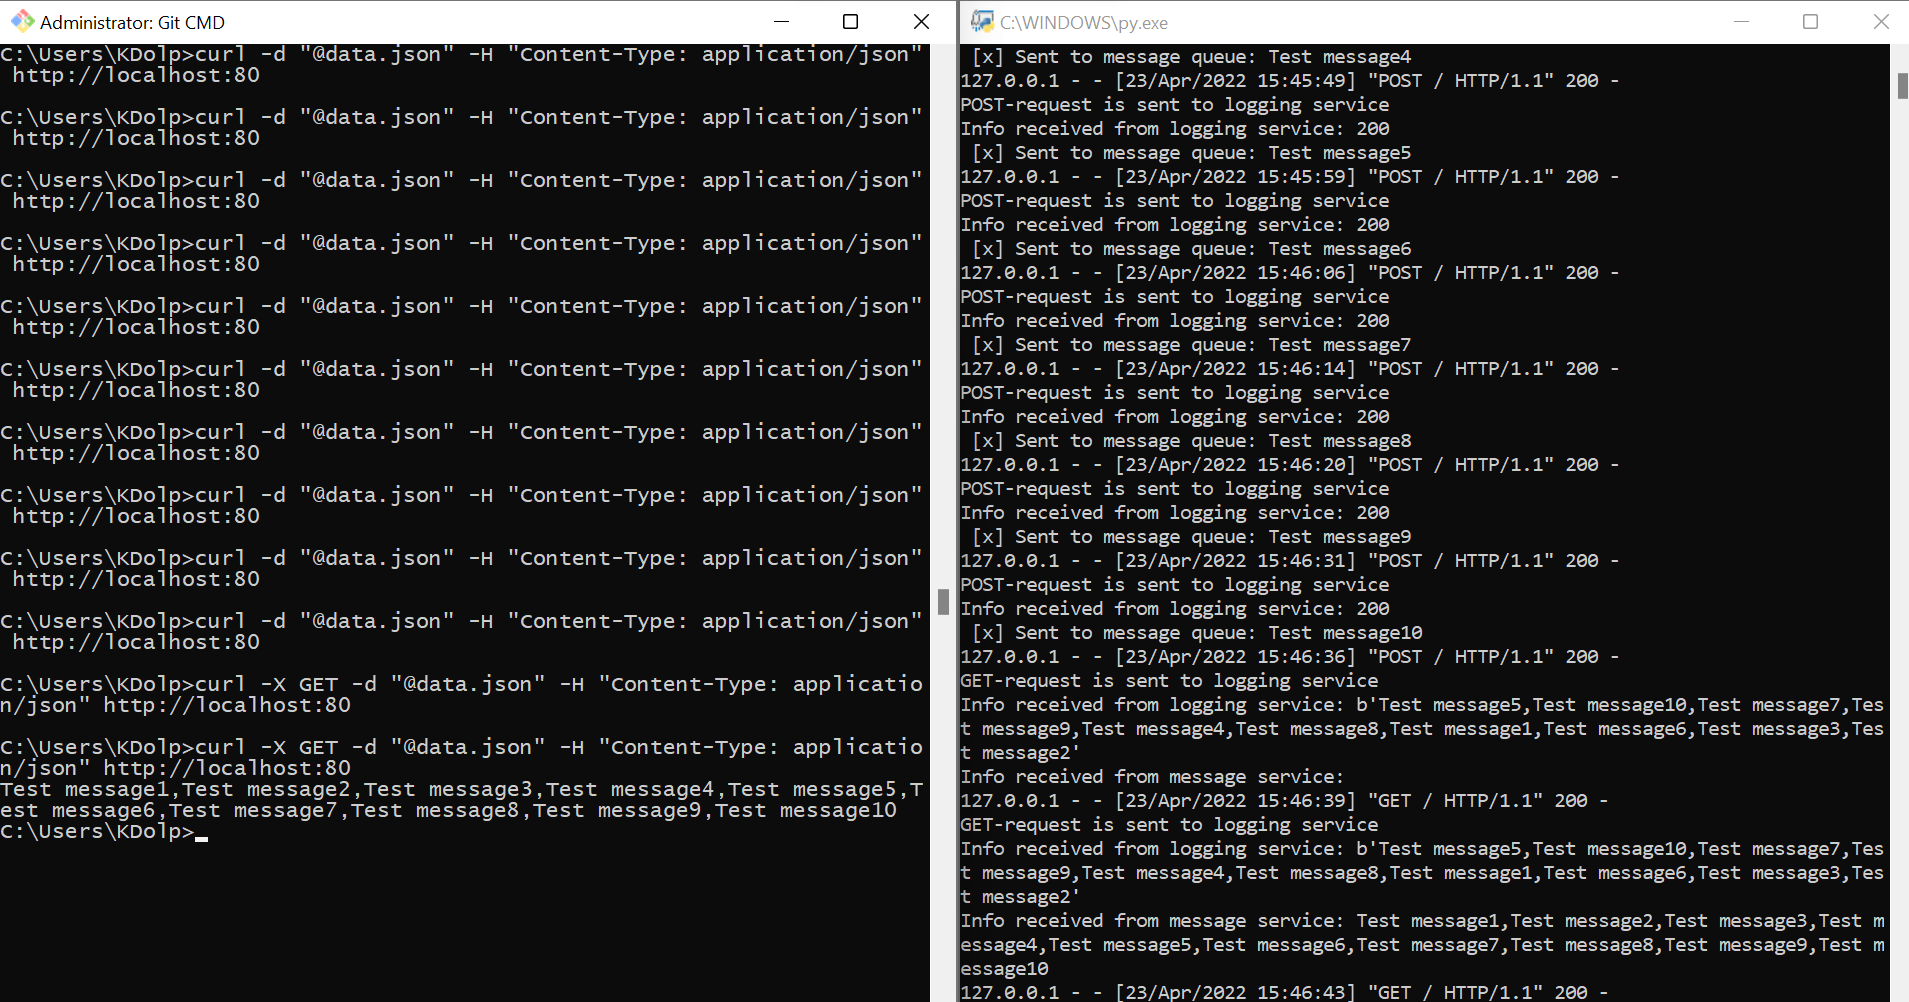 Administrator: Git CMD
C:\Users\KDolp>curl -d "@data.json" -H "Content-Type: application/json"
 http://localhost:80
C:\Users\KDolp>curl -d "@data.json" -H "Content-Type: application/json"
 http://localhost:80
C:\Users\KDolp>curl -d "@data.json" -H "Content-Type: application/json"
 http://localhost:80
C:\Users\KDolp>curl -d "@data.json" -H "Content-Type: application/json"
 http://localhost:80
C:\Users\KDolp>curl -d "@data.json" -H "Content-Type: application/json"
 http://localhost:80
C:\Users\KDolp>curl -d "@data.json" -H "Content-Type: application/json"
 http://localhost:80
C:\Users\KDolp>curl -d "@data.json" -H "Content-Type: application/json"
 http://localhost:80
C:\Users\KDolp>curl -d "@data.json" -H "Content-Type: application/json"
 http://localhost:80
C:\Users\KDolp>curl -d "@data.json" -H "Content-Type: application/json"
 http://localhost:80
C:\Users\KDolp>curl -d "@data.json" -H "Content-Type: application/json"
 http://localhost:80
C:\Users\KDolp>curl -X GET -d "@data.json" -H "Content-Type: applicatio
n/json" http://localhost:80
C:\Users\KDolp>curl -X GET -d "@data.json" -H "Content-Type: applicatio
n/json" http://localhost:80
Test message1,Test message2,Test message3,Test message4,Test message5,T
est message6,Test message7,Test message8,Test message9,Test message10
C:\Users\KDolp>
C:\WINDOWS\py.exe
 [x] Sent to message queue: Test message4
127.0.0.1 - - [23/Apr/2022 15:45:49] "POST / HTTP/1.1" 200 -
POST-request is sent to logging service
Info received from logging service: 200
 [x] Sent to message queue: Test message5
127.0.0.1 - - [23/Apr/2022 15:45:59] "POST / HTTP/1.1" 200 -
POST-request is sent to logging service
Info received from logging service: 200
 [x] Sent to message queue: Test message6
127.0.0.1 - - [23/Apr/2022 15:46:06] "POST / HTTP/1.1" 200 -
POST-request is sent to logging service
Info received from logging service: 200
 [x] Sent to message queue: Test message7
127.0.0.1 - - [23/Apr/2022 15:46:14] "POST / HTTP/1.1" 200 -
POST-request is sent to logging service
Info received from logging service: 200
 [x] Sent to message queue: Test message8
127.0.0.1 - - [23/Apr/2022 15:46:20] "POST / HTTP/1.1" 200 -
POST-request is sent to logging service
Info received from logging service: 200
 [x] Sent to message queue: Test message9
127.0.0.1 - - [23/Apr/2022 15:46:31] "POST / HTTP/1.1" 200 -
POST-request is sent to logging service
Info received from logging service: 200
 [x] Sent to message queue: Test message10
127.0.0.1 - - [23/Apr/2022 15:46:36] "POST / HTTP/1.1" 200 -
GET-request is sent to logging service
Info received from logging service: b'Test message5,Test message10,Test message7,Tes
t message9,Test message4,Test message8,Test message1,Test message6,Test message3,Tes
t message2'
Info received from message service:
127.0.0.1 - - [23/Apr/2022 15:46:39] "GET / HTTP/1.1" 200 -
GET-request is sent to logging service
Info received from logging service: b'Test message5,Test message10,Test message7,Tes
t message9,Test message4,Test message8,Test message1,Test message6,Test message3,Tes
t message2'
Info received from message service: Test message1,Test message2,Test message3,Test m
essage4,Test message5,Test message6,Test message7,Test message8,Test message9,Test m
essage10
127.0.0.1 - - [23/Apr/2022 15:46:43] "GET / HTTP/1.1" 200 -